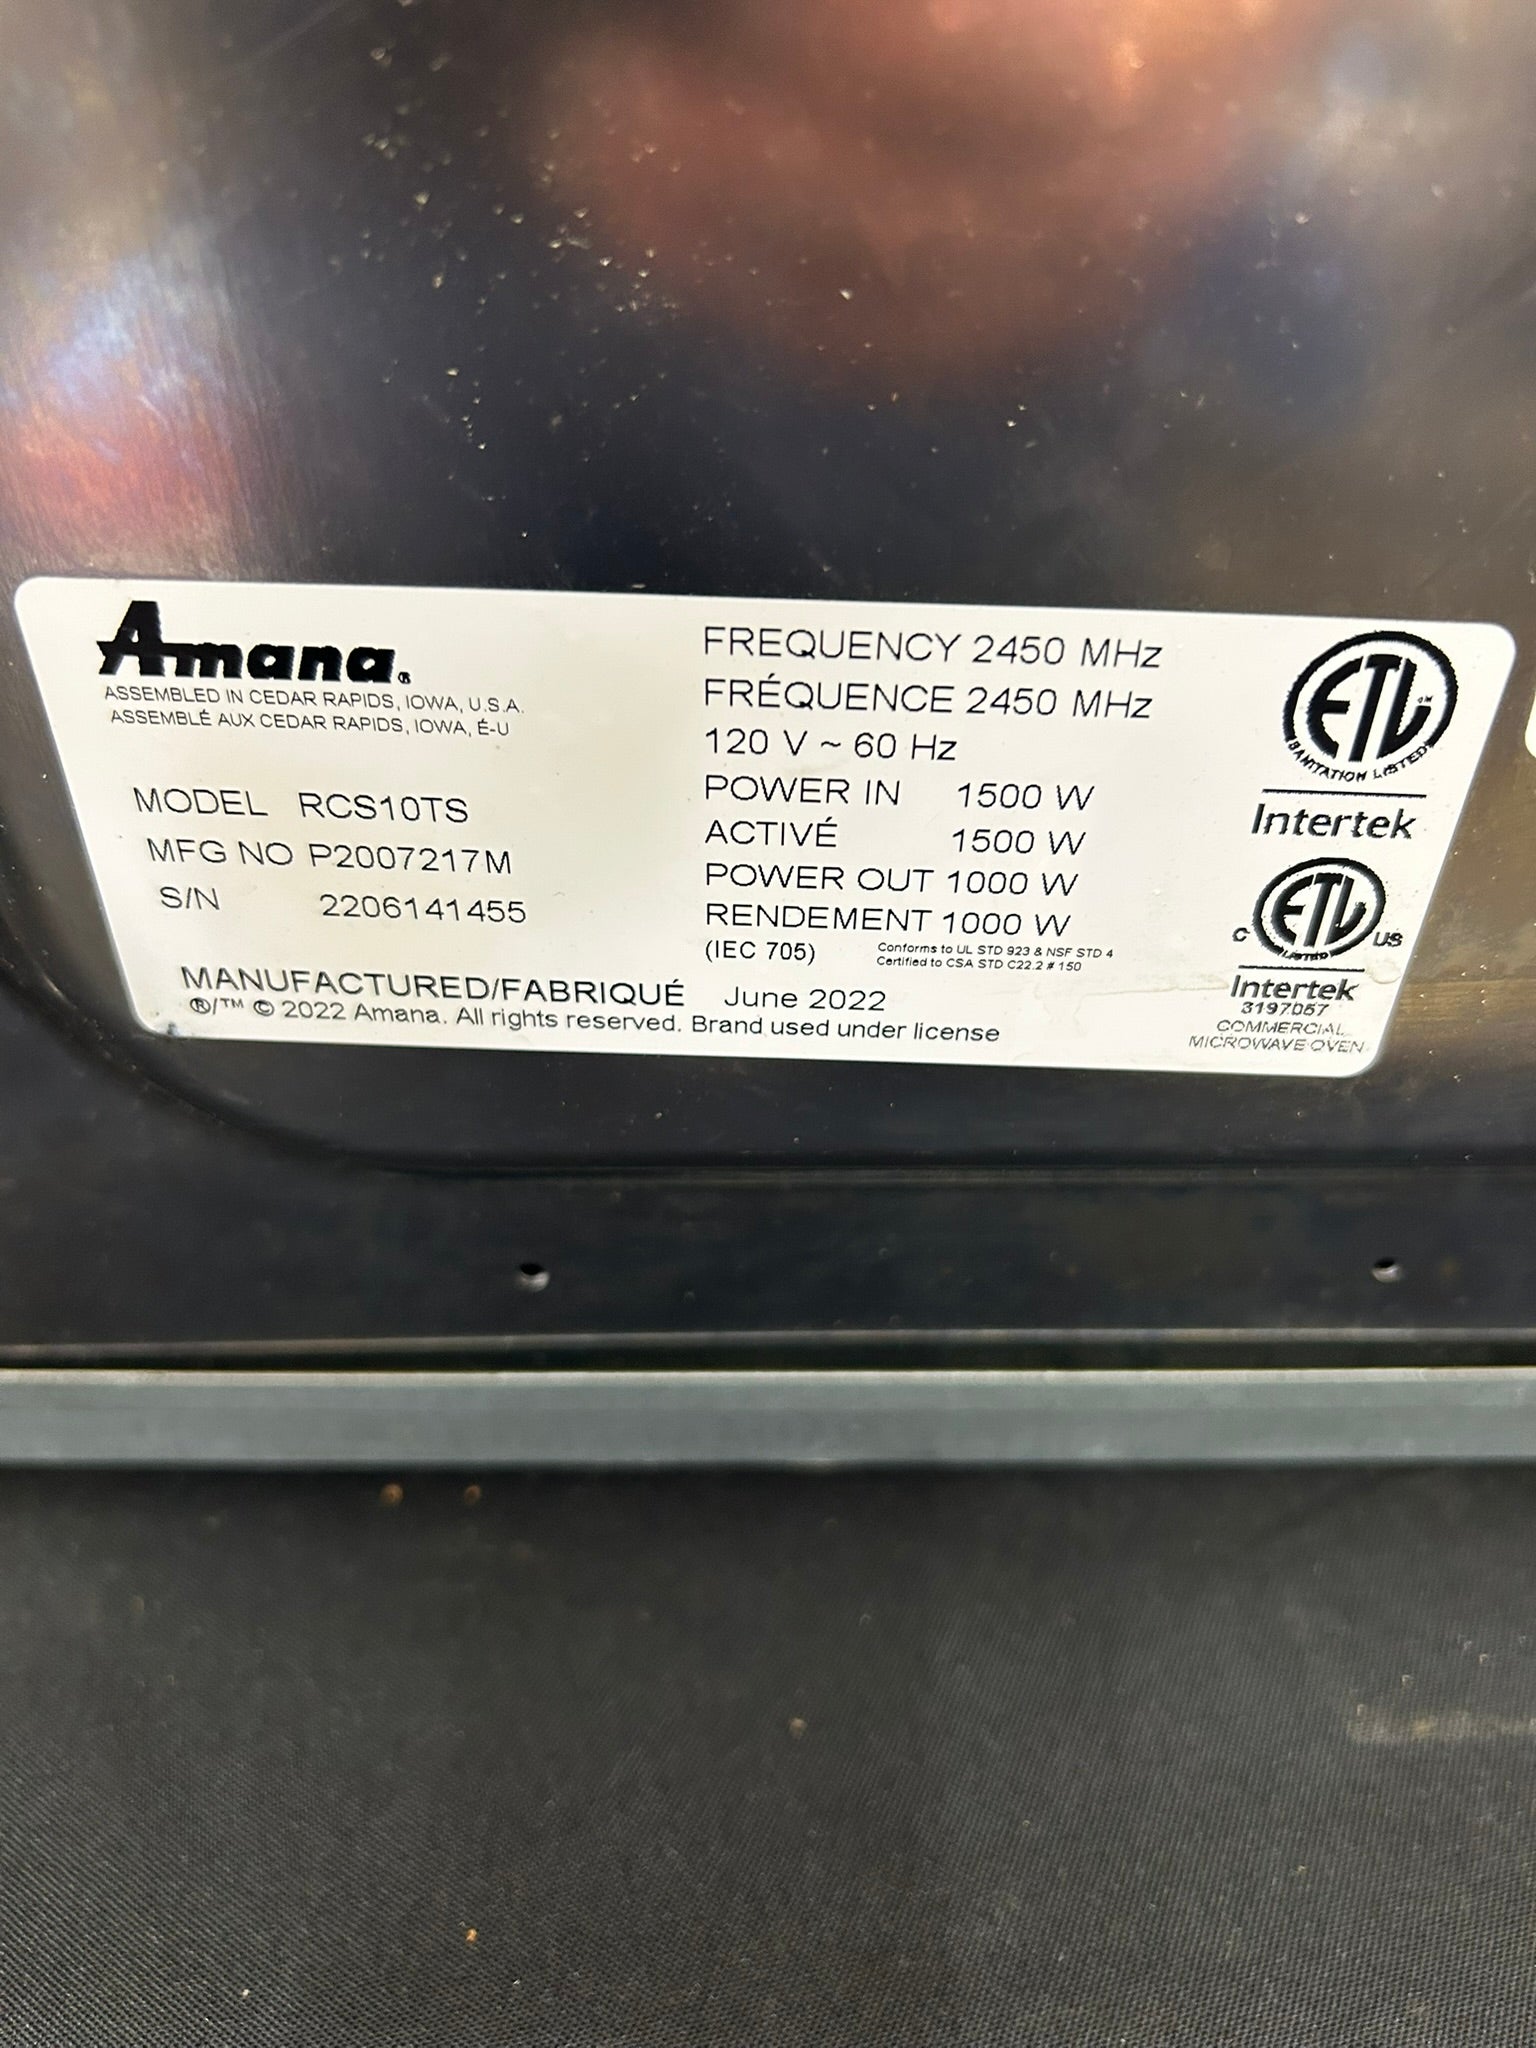 Amana®
ASSEMBLED IN CEDAR RAPIDS, IOWA, U.S.A.
ASSEMBLÉ AUX CEDAR RAPIDS, IOWA, É-U
MODEL RCS10TS
MFG NO P2007217M
S/N 2206141455
MANUFACTURED/FABRIQUÉ June 2022
®/™ © 2022 Amana. All rights reserved. Brand used under license
FREQUENCY 2450 MHz
FRÉQUENCE 2450 MHz
120 V ~ 60 Hz
POWER IN 1500 W
ACTIVÉ 1500 W
POWER OUT 1000 W
RENDEMENT 1000 W
(IEC 705)
Conforms to UL STD 923 & NSF STD 4
Certified to CSA STD C22.2 # 150
ETL
SANITATION LISTED
Intertek
C ETL US
LISTED
Intertek
3197067
COMMERCIAL
MICROWAVE OVEN